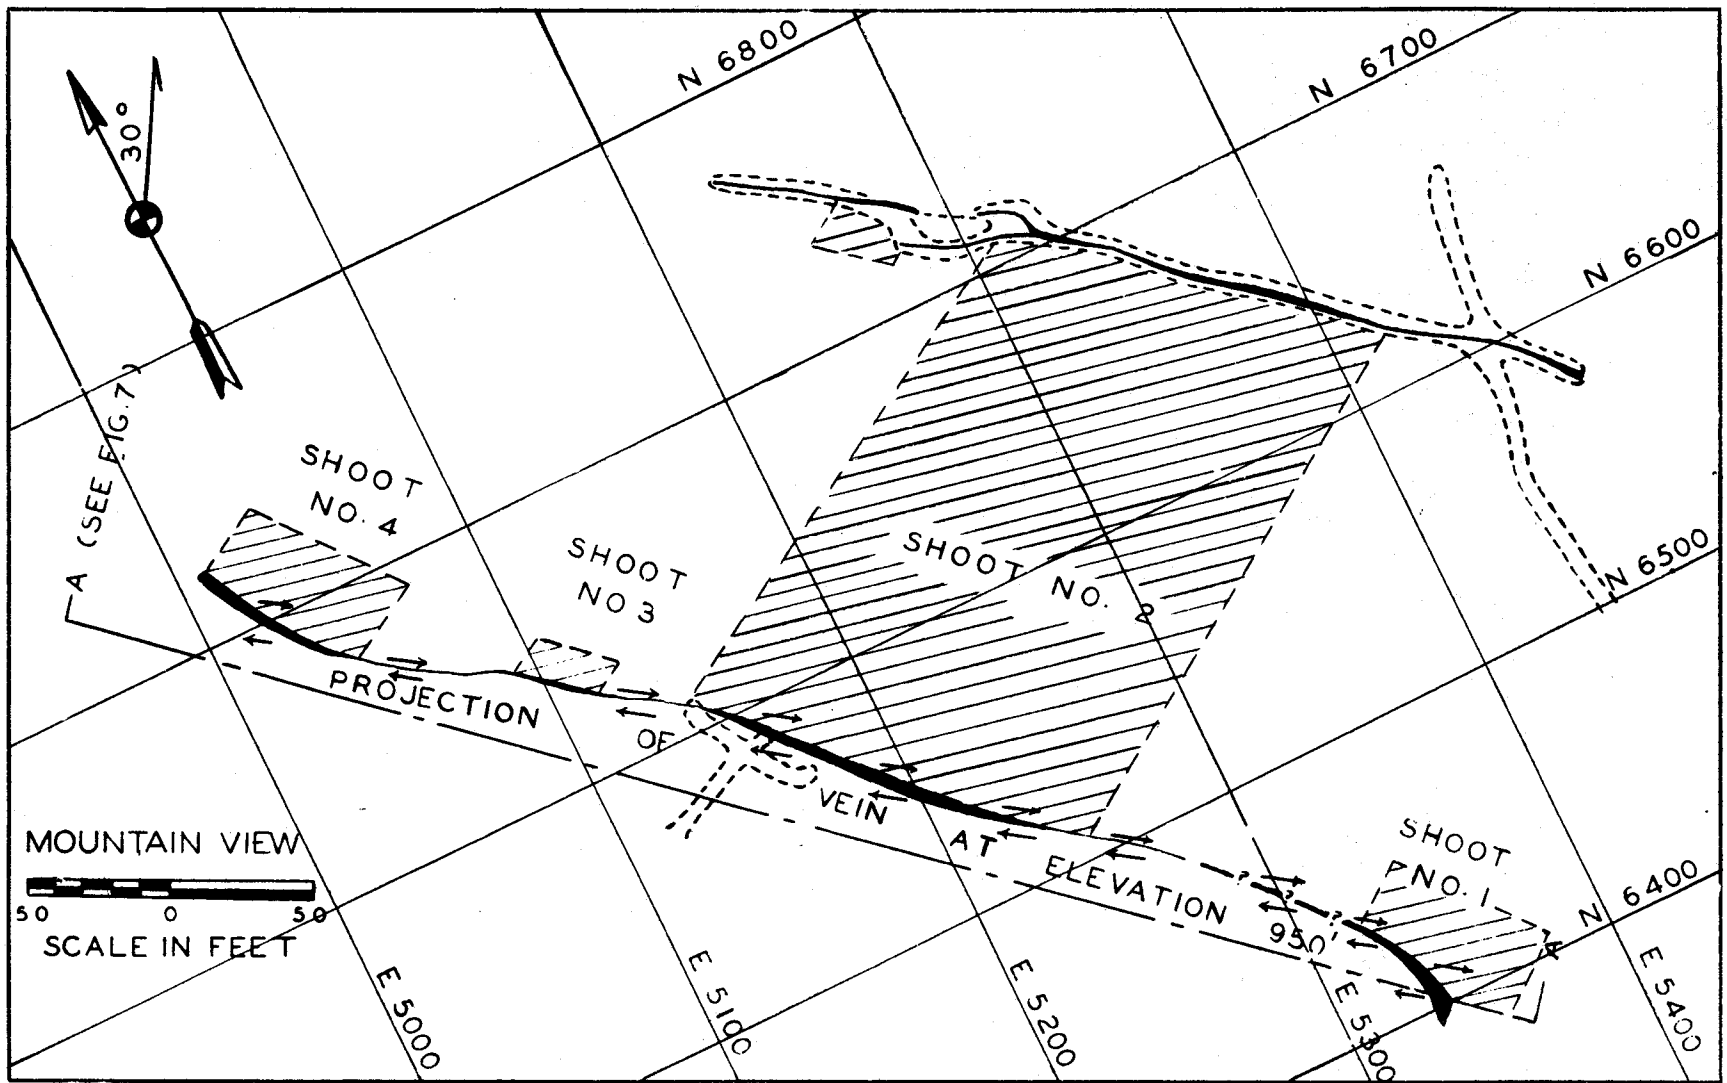 N 6800
N 6700
30°
N 6600
A (SEE FIG.7)
SHOOT
NO. 4
SHOOT
NO 3
SHOOT NO. 2
N 6500
PROJECTION OF VEIN AT ELEVATION 950'
MOUNTAIN VIEW
50 0 50
SCALE IN FEET
SHOOT
NO. 1
N 6400
A'
E 5000
E 5100
E 5200
E 5300
E 5400
? ? ?